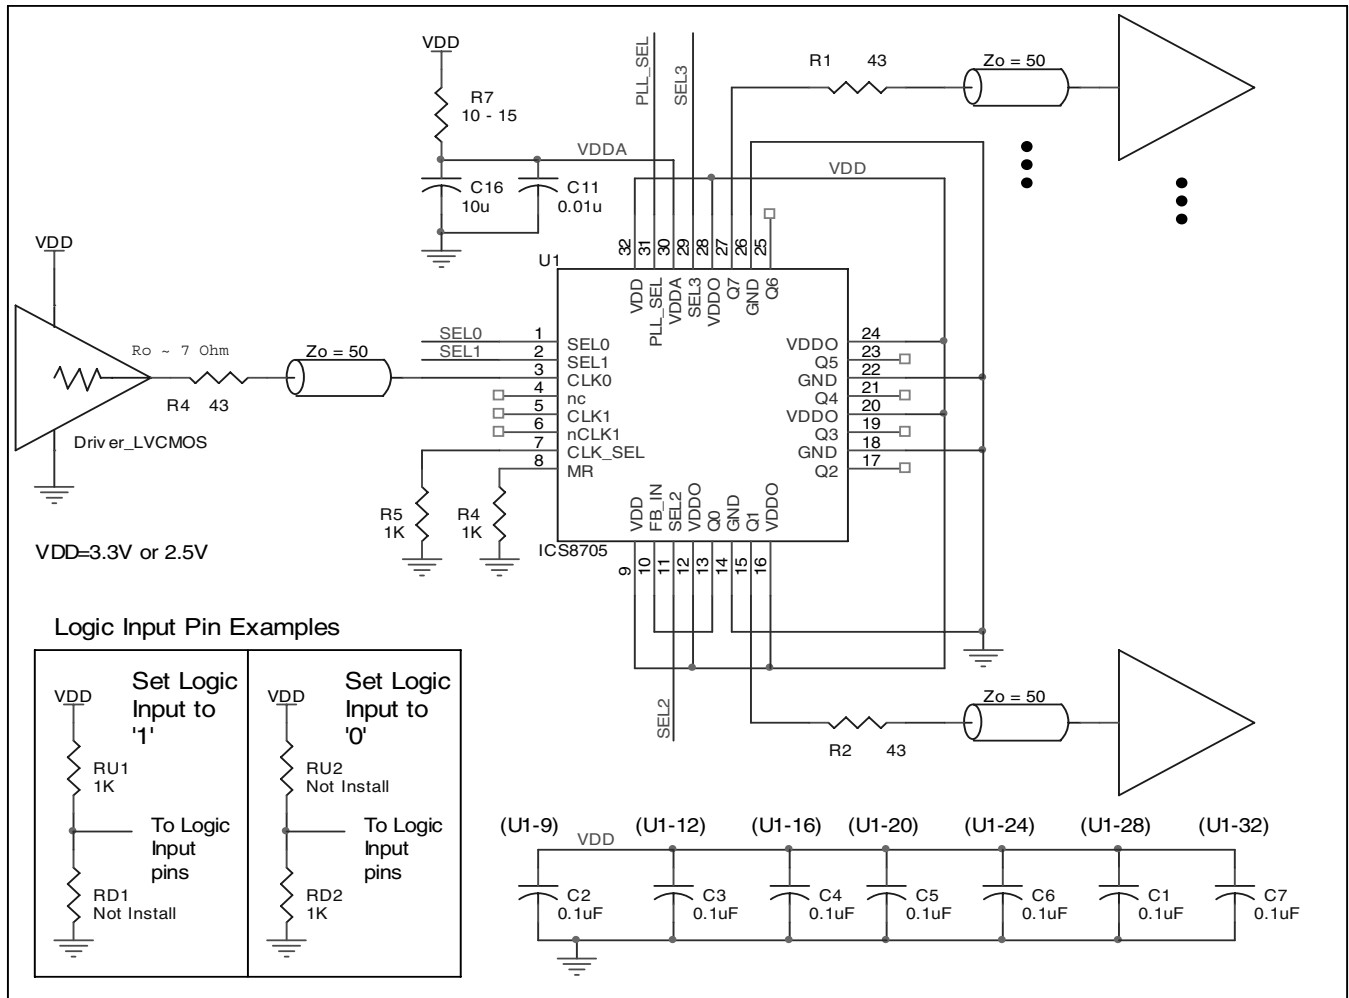 VDD
R7
10 - 15
VDDA
C16
10u
C11
0.01u
PLL_SEL
SEL3
R1 43
Zo = 50
VDD
32
31
30
29
28
27
26
25
U1
VDD
PLL_SEL
VDDA
SEL3
VDDO
Q7
GND
Q6
VDD
Ro ~ 7 Ohm
R4 43
Zo = 50
Driver_LVCMOS
SEL0
SEL1
1 SEL0
2 SEL1
3 CLK0
4 nc
5 CLK1
6 nCLK1
7 CLK_SEL
8 MR
VDDO 24
Q5 23
GND 22
Q4 21
VDDO 20
Q3 19
GND 18
Q2 17
R5
1K
R4
1K
VDD
FB_IN
SEL2
VDDO
Q0
GND
Q1
VDDO
ICS8705
9
10
11
12
13
14
15
16
SEL2
VDD=3.3V or 2.5V
R2 43
Zo = 50
Logic Input Pin Examples
VDD
Set Logic
Input to
'1'
RU1
1K
To Logic
Input
pins
RD1
Not Install
VDD
Set Logic
Input to
'0'
RU2
Not Install
To Logic
Input
pins
RD2
1K
(U1-9) (U1-12) (U1-16) (U1-20) (U1-24) (U1-28) (U1-32)
VDD
C2
0.1uF
C3
0.1uF
C4
0.1uF
C5
0.1uF
C6
0.1uF
C1
0.1uF
C7
0.1uF